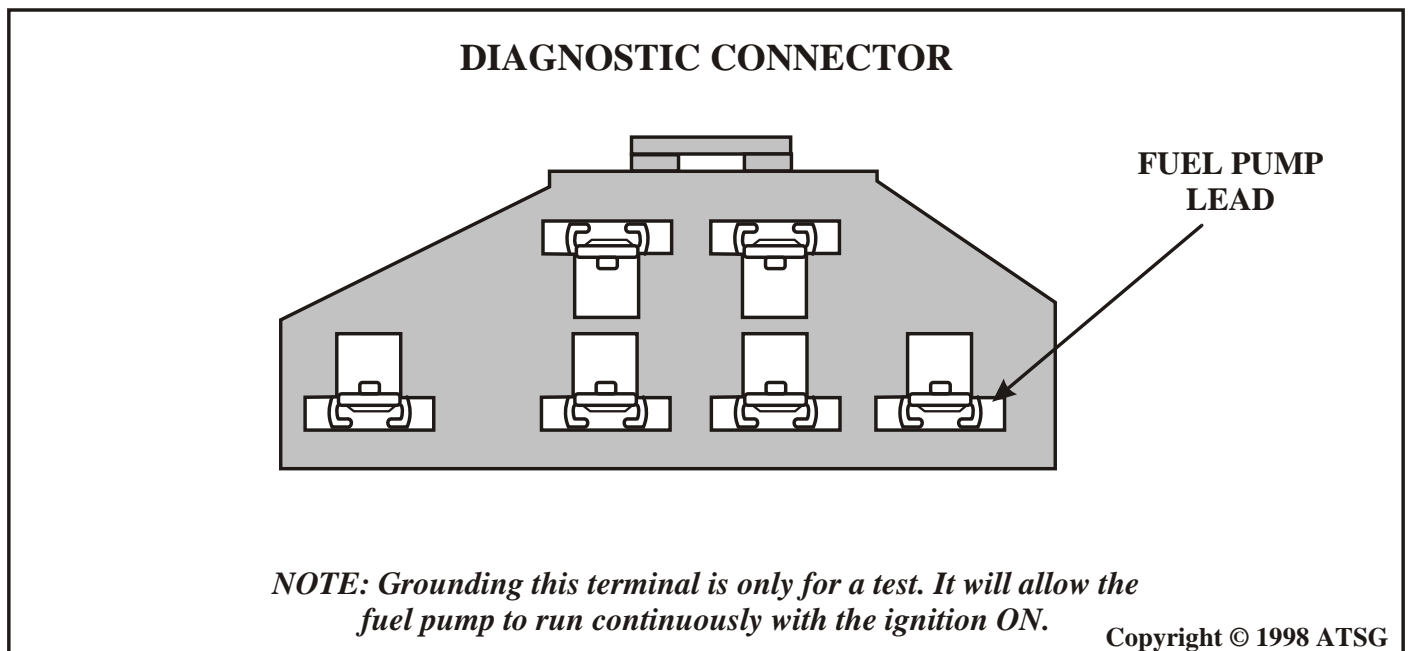 DIAGNOSTIC CONNECTOR
FUEL PUMP
LEAD
NOTE: Grounding this terminal is only for a test. It will allow the
fuel pump to run continuously with the ignition ON.
Copyright © 1998 ATSG